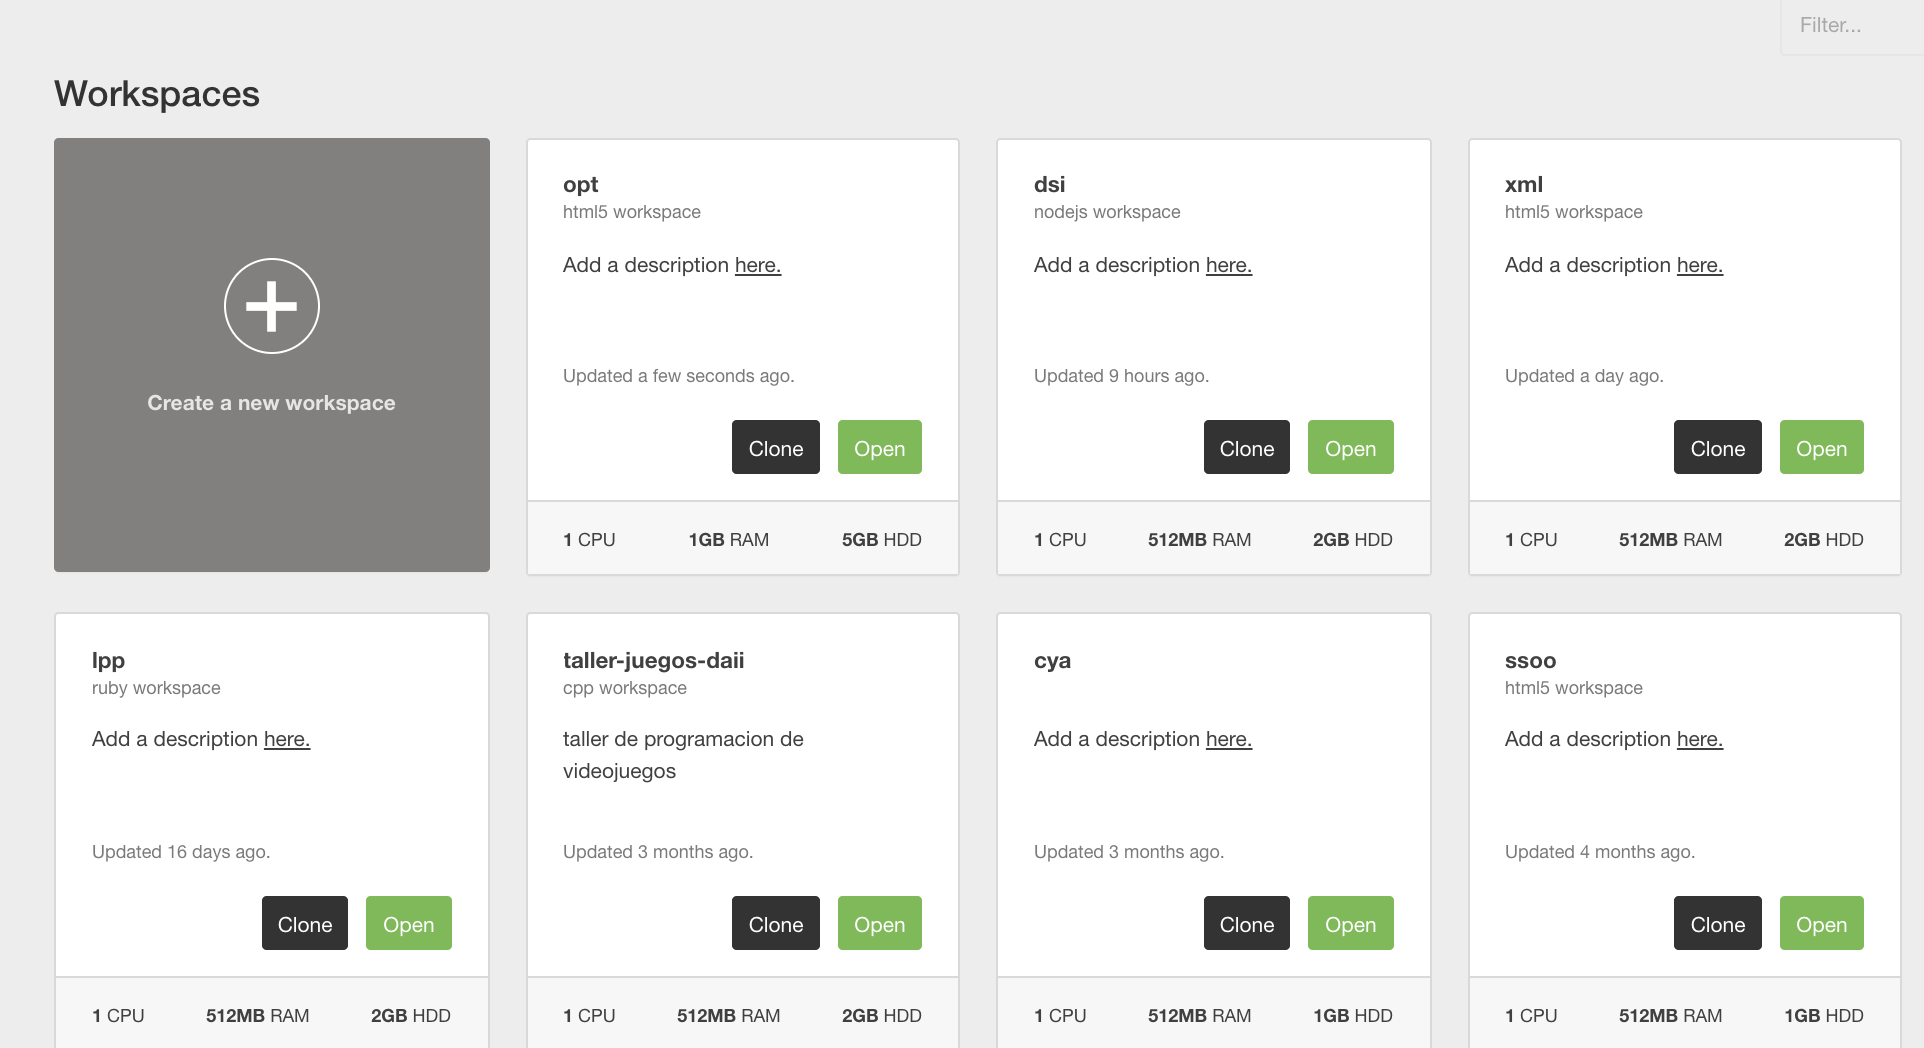 Filter...
Workspaces
Create a new workspace
opt
html5 workspace
Add a description here.
Updated a few seconds ago.
Clone Open
1 CPU 1GB RAM 5GB HDD
dsi
nodejs workspace
Add a description here.
Updated 9 hours ago.
Clone Open
1 CPU 512MB RAM 2GB HDD
xml
html5 workspace
Add a description here.
Updated a day ago.
Clone Open
1 CPU 512MB RAM 2GB HDD
lpp
ruby workspace
Add a description here.
Updated 16 days ago.
Clone Open
1 CPU 512MB RAM 2GB HDD
taller-juegos-daii
cpp workspace
taller de programacion de
videojuegos
Updated 3 months ago.
Clone Open
1 CPU 512MB RAM 2GB HDD
cya
Add a description here.
Updated 3 months ago.
Clone Open
1 CPU 512MB RAM 1GB HDD
ssoo
html5 workspace
Add a description here.
Updated 4 months ago.
Clone Open
1 CPU 512MB RAM 1GB HDD